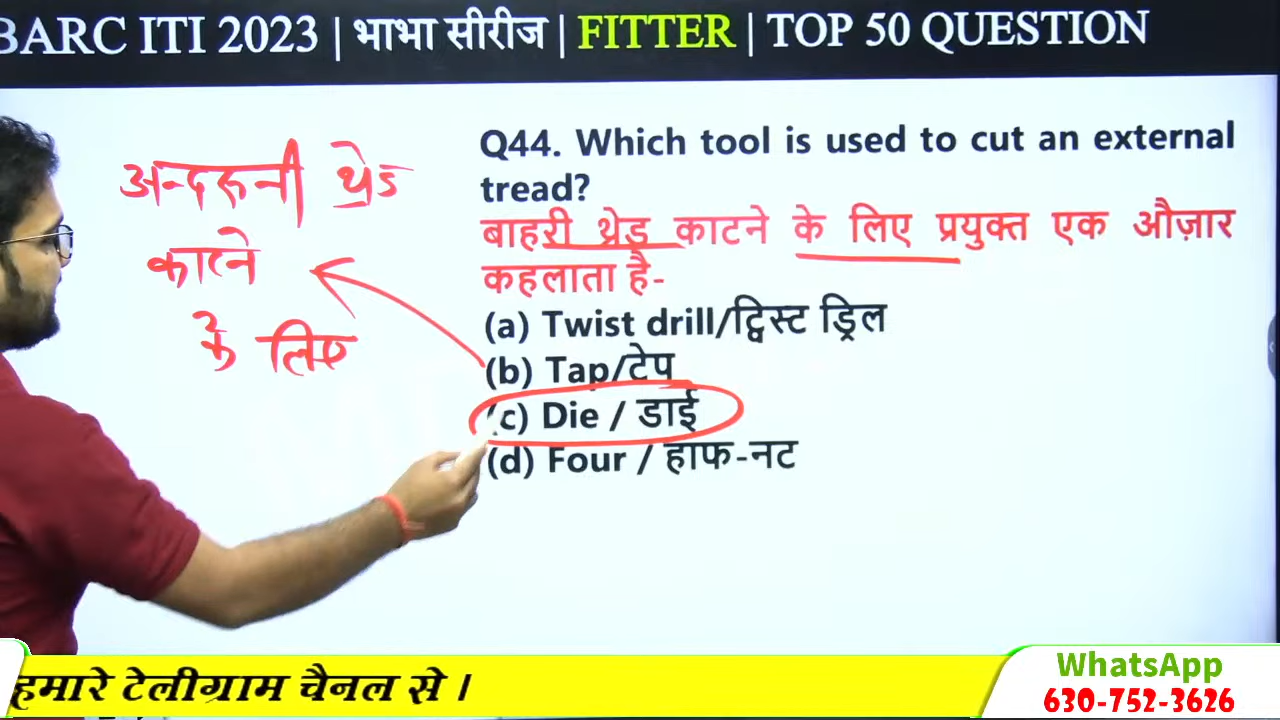 BARC ITI 2023 | भाभा सीरीज | FITTER | TOP 50 QUESTION
Q44. Which tool is used to cut an external
tread?
बाहरी थ्रेड काटने के लिए प्रयुक्त एक औज़ार
कहलाता है-
(a) Twist drill/ट्विस्ट ड्रिल
(b) Tap/टेप
(c) Die / डाई
(d) Four / हाफ-नट
अन्दरूनी थ्रेड
काटने
के लिए
हमारे टेलीग्राम चैनल से ।
WhatsApp
630-752-3626